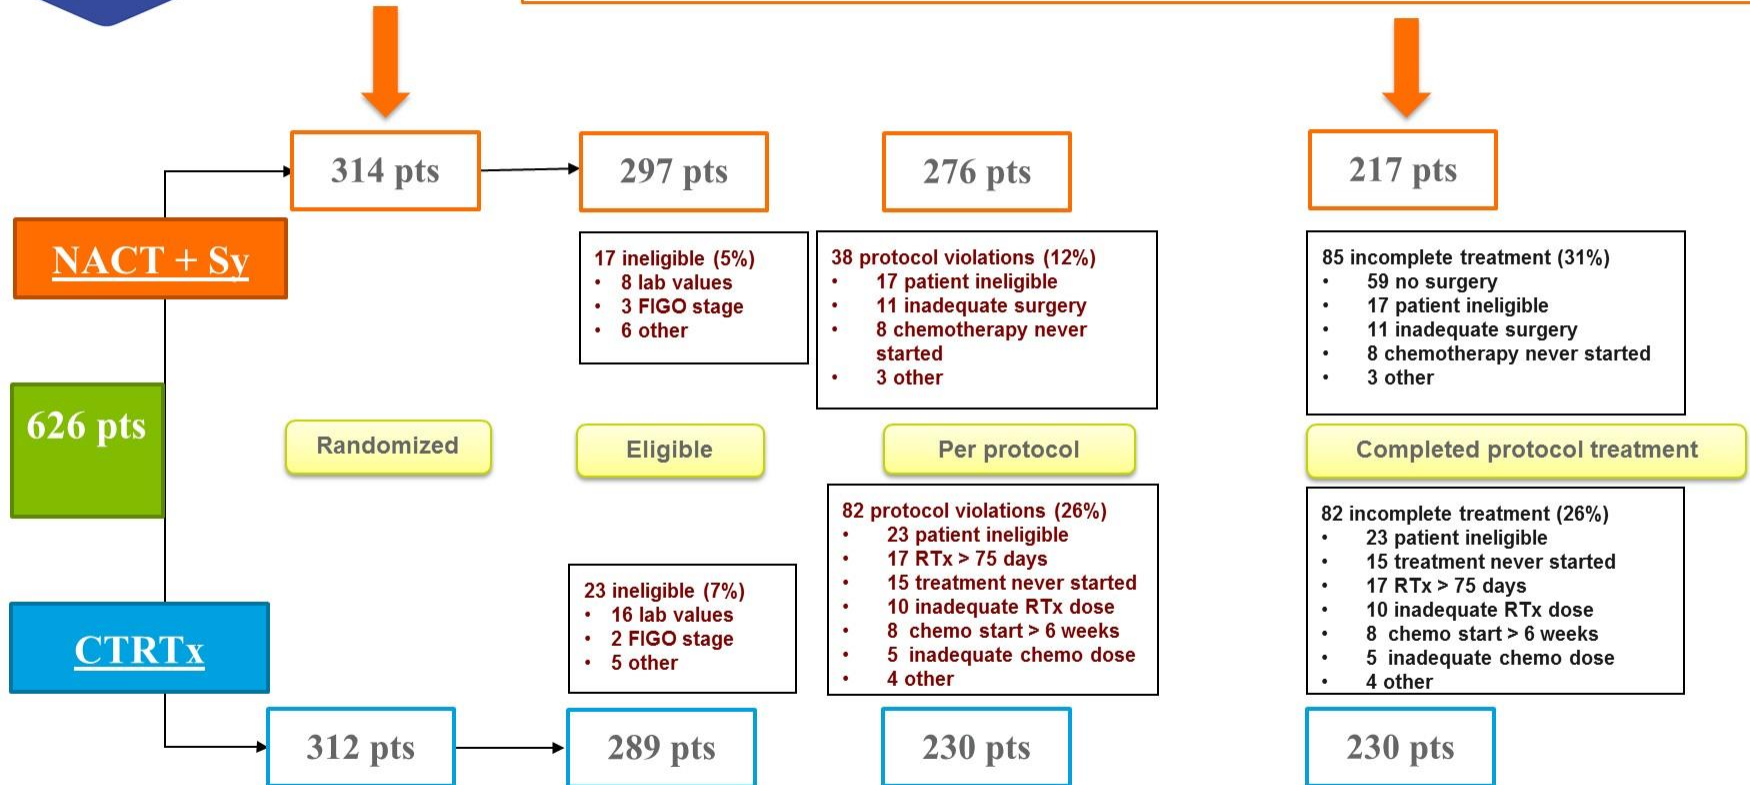 314 pts
297 pts
276 pts
217 pts
NACT + Sy
17 ineligible (5%)
• 8 lab values
• 3 FIGO stage
• 6 other
38 protocol violations (12%)
• 17 patient ineligible
• 11 inadequate surgery
• 8 chemotherapy never
started
• 3 other
85 incomplete treatment (31%)
• 59 no surgery
• 17 patient ineligible
• 11 inadequate surgery
• 8 chemotherapy never started
• 3 other
626 pts
Randomized
Eligible
Per protocol
Completed protocol treatment
CTRTx
23 ineligible (7%)
• 16 lab values
• 2 FIGO stage
• 5 other
82 protocol violations (26%)
• 23 patient ineligible
• 17 RTx > 75 days
• 15 treatment never started
• 10 inadequate RTx dose
• 8 chemo start > 6 weeks
• 5 inadequate chemo dose
• 4 other
82 incomplete treatment (26%)
• 23 patient ineligible
• 15 treatment never started
• 17 RTx > 75 days
• 10 inadequate RTx dose
• 8 chemo start > 6 weeks
• 5 inadequate chemo dose
• 4 other
312 pts
289 pts
230 pts
230 pts